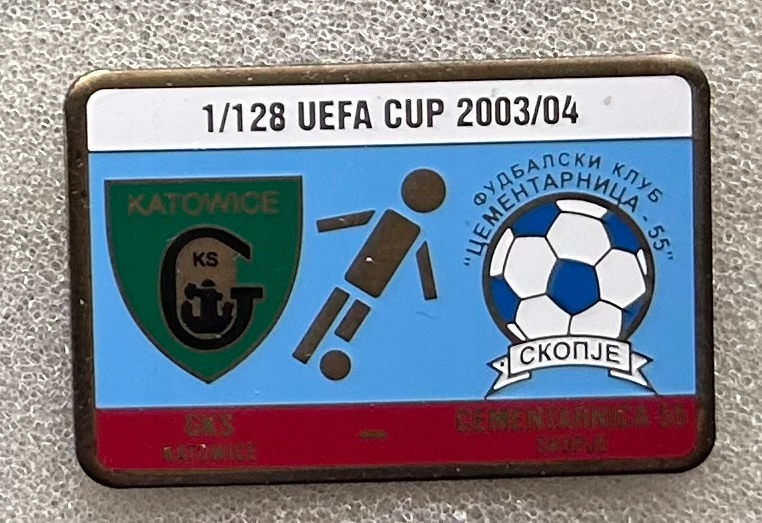 1/128 UEFA CUP 2003/04
KATOWICE
KS
G
ФУДБАЛСКИ КЛУБ
"ЦЕМЕНТАРНИЦА - 55"
СКОПЈЕ
GKS - CEMENTARNICA-55
KATOWICE SKOPJE